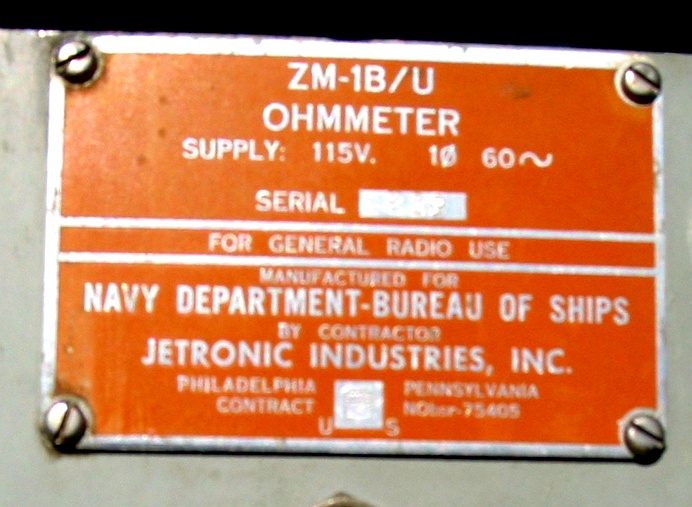 ZM-1B/U
OHMMETER
SUPPLY: 115V. 1Ø 60~
SERIAL
FOR GENERAL RADIO USE
MANUFACTURED FOR
NAVY DEPARTMENT-BUREAU OF SHIPS
BY CONTRACTOR
JETRONIC INDUSTRIES, INC.
PHILADELPHIA PENNSYLVANIA
CONTRACT NObsr-75405
U S